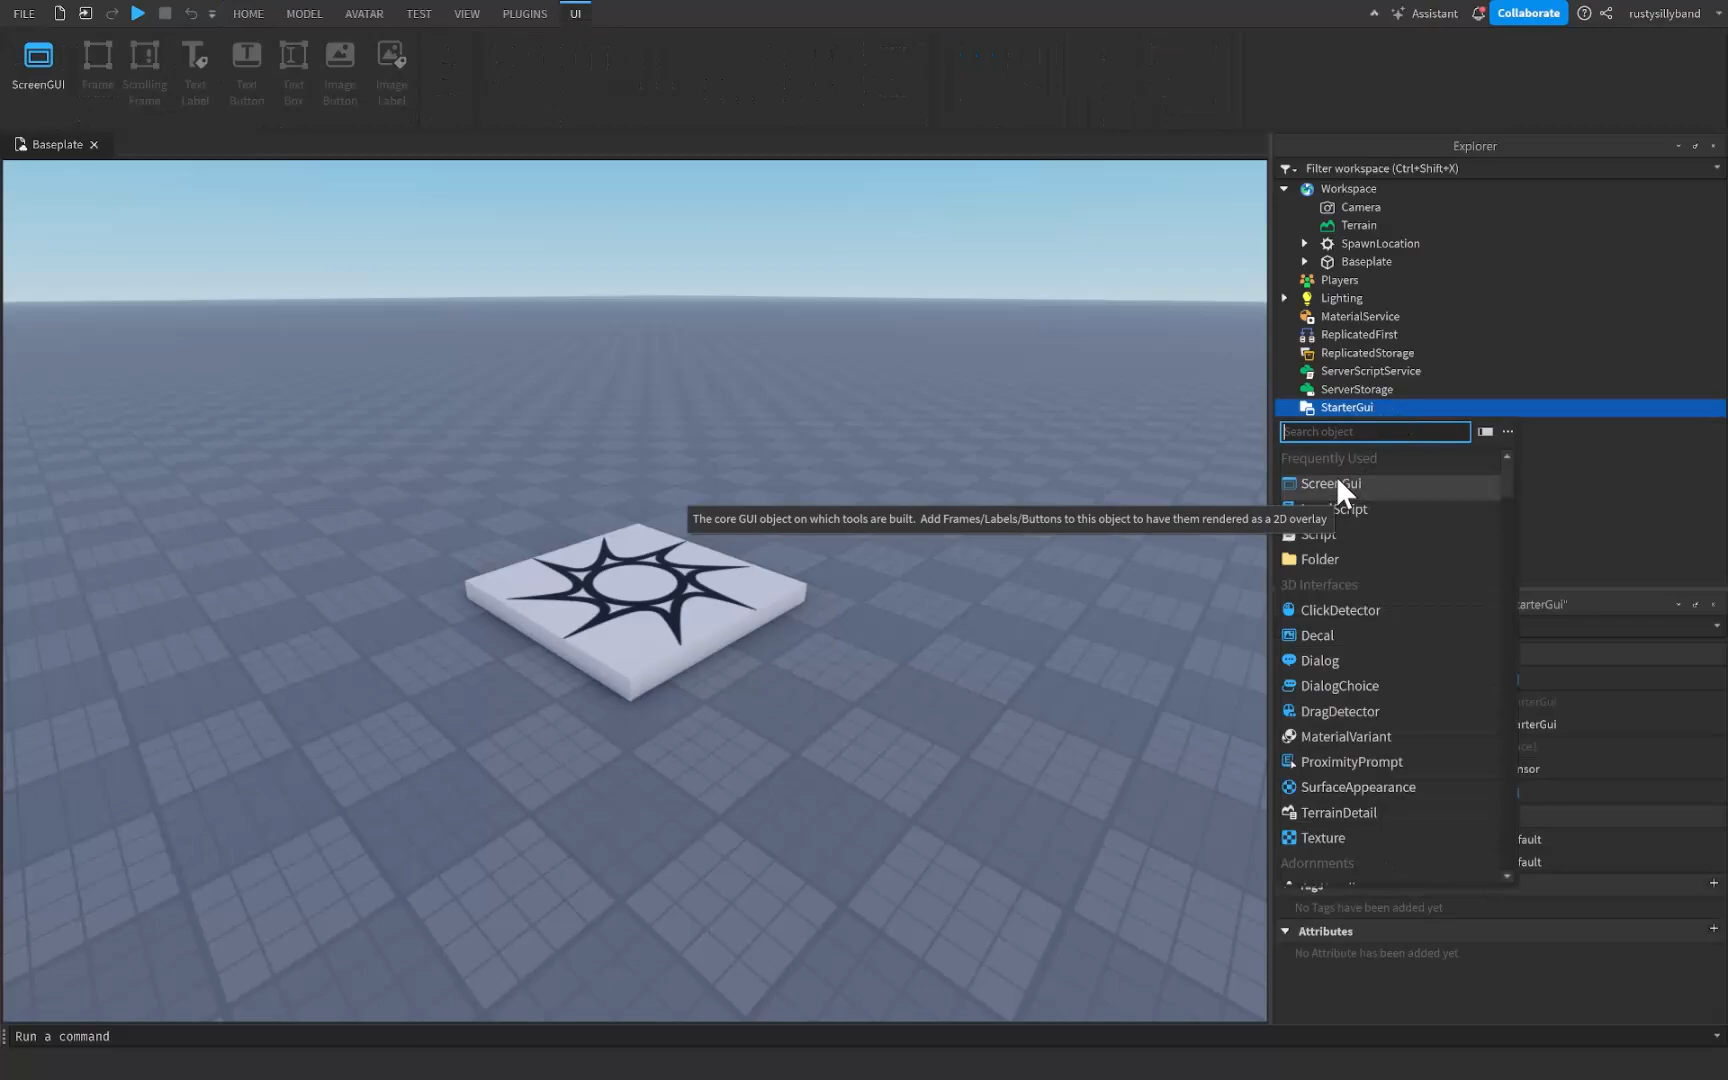 FILE HOME MODEL AVATAR TEST VIEW PLUGINS UI Assistant Collaborate rustysillyband
ScreenGUI Frame Scrolling Frame Text Label Text Button Text Box Image Button Image Label
Baseplate
Explorer
Filter workspace (Ctrl+Shift+X)
Workspace
Camera
Terrain
SpawnLocation
Baseplate
Players
Lighting
MaterialService
ReplicatedFirst
ReplicatedStorage
ServerScriptService
ServerStorage
StarterGui
Search object
Frequently Used
ScreenGui
The core GUI object on which tools are built. Add Frames/Labels/Buttons to this object to have them rendered as a 2D overlay
Script
Folder
3D Interfaces
ClickDetector
Decal
Dialog
DialogChoice
DragDetector
MaterialVariant
ProximityPrompt
SurfaceAppearance
TerrainDetail
Texture
Adornments
No Tags have been added yet
Attributes
No Attribute has been added yet
Run a command